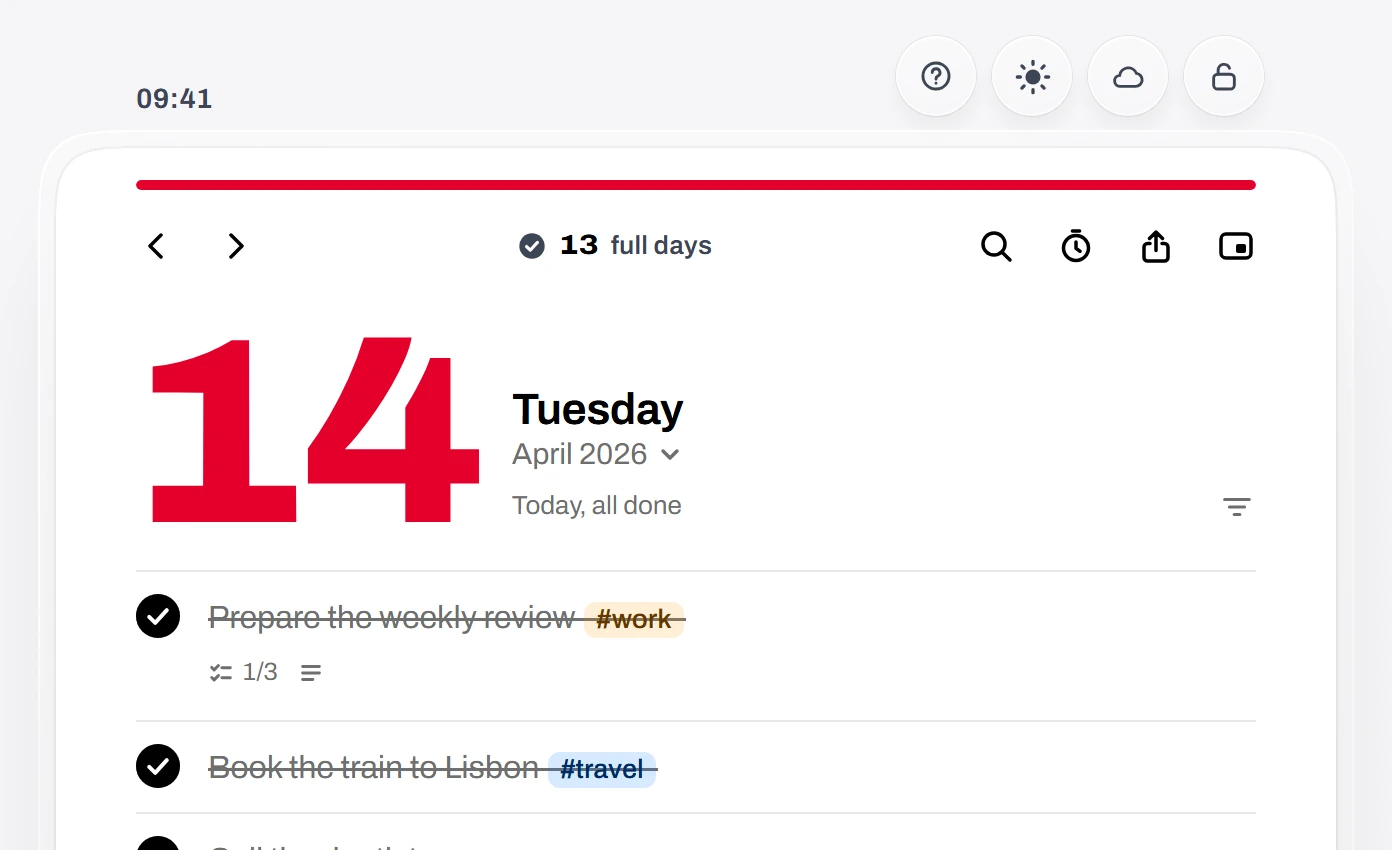 09:41
13 full days
14
Tuesday
April 2026
Today, all done
Prepare the weekly review #work
1/3
Book the train to Lisbon #travel